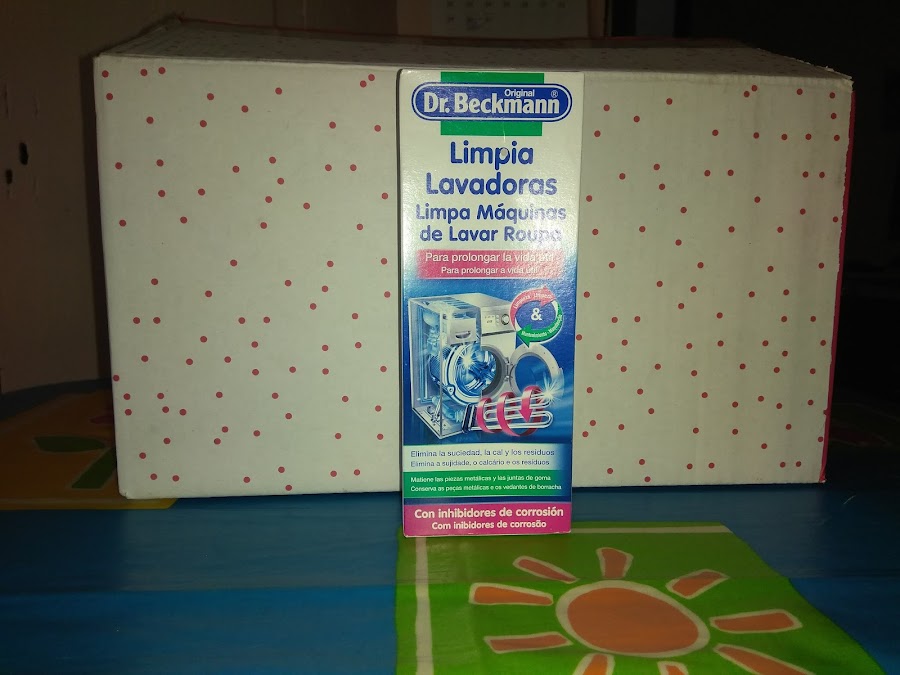 Original
Dr. Beckmann®
Limpia
Lavadoras
Limpa Máquinas
de Lavar Roupa
Para prolongar la vida útil
Para prolongar a vida útil
&
Elimina la suciedad, la cal y los residuos
Elimina a sujidade, o calcário e os resíduos
Matiene las piezas metálicas y las juntas de goma
Conserva as peças metálicas e os vedantes de borracha
Con inhibidores de corrosión
Com inibidores de corrosão